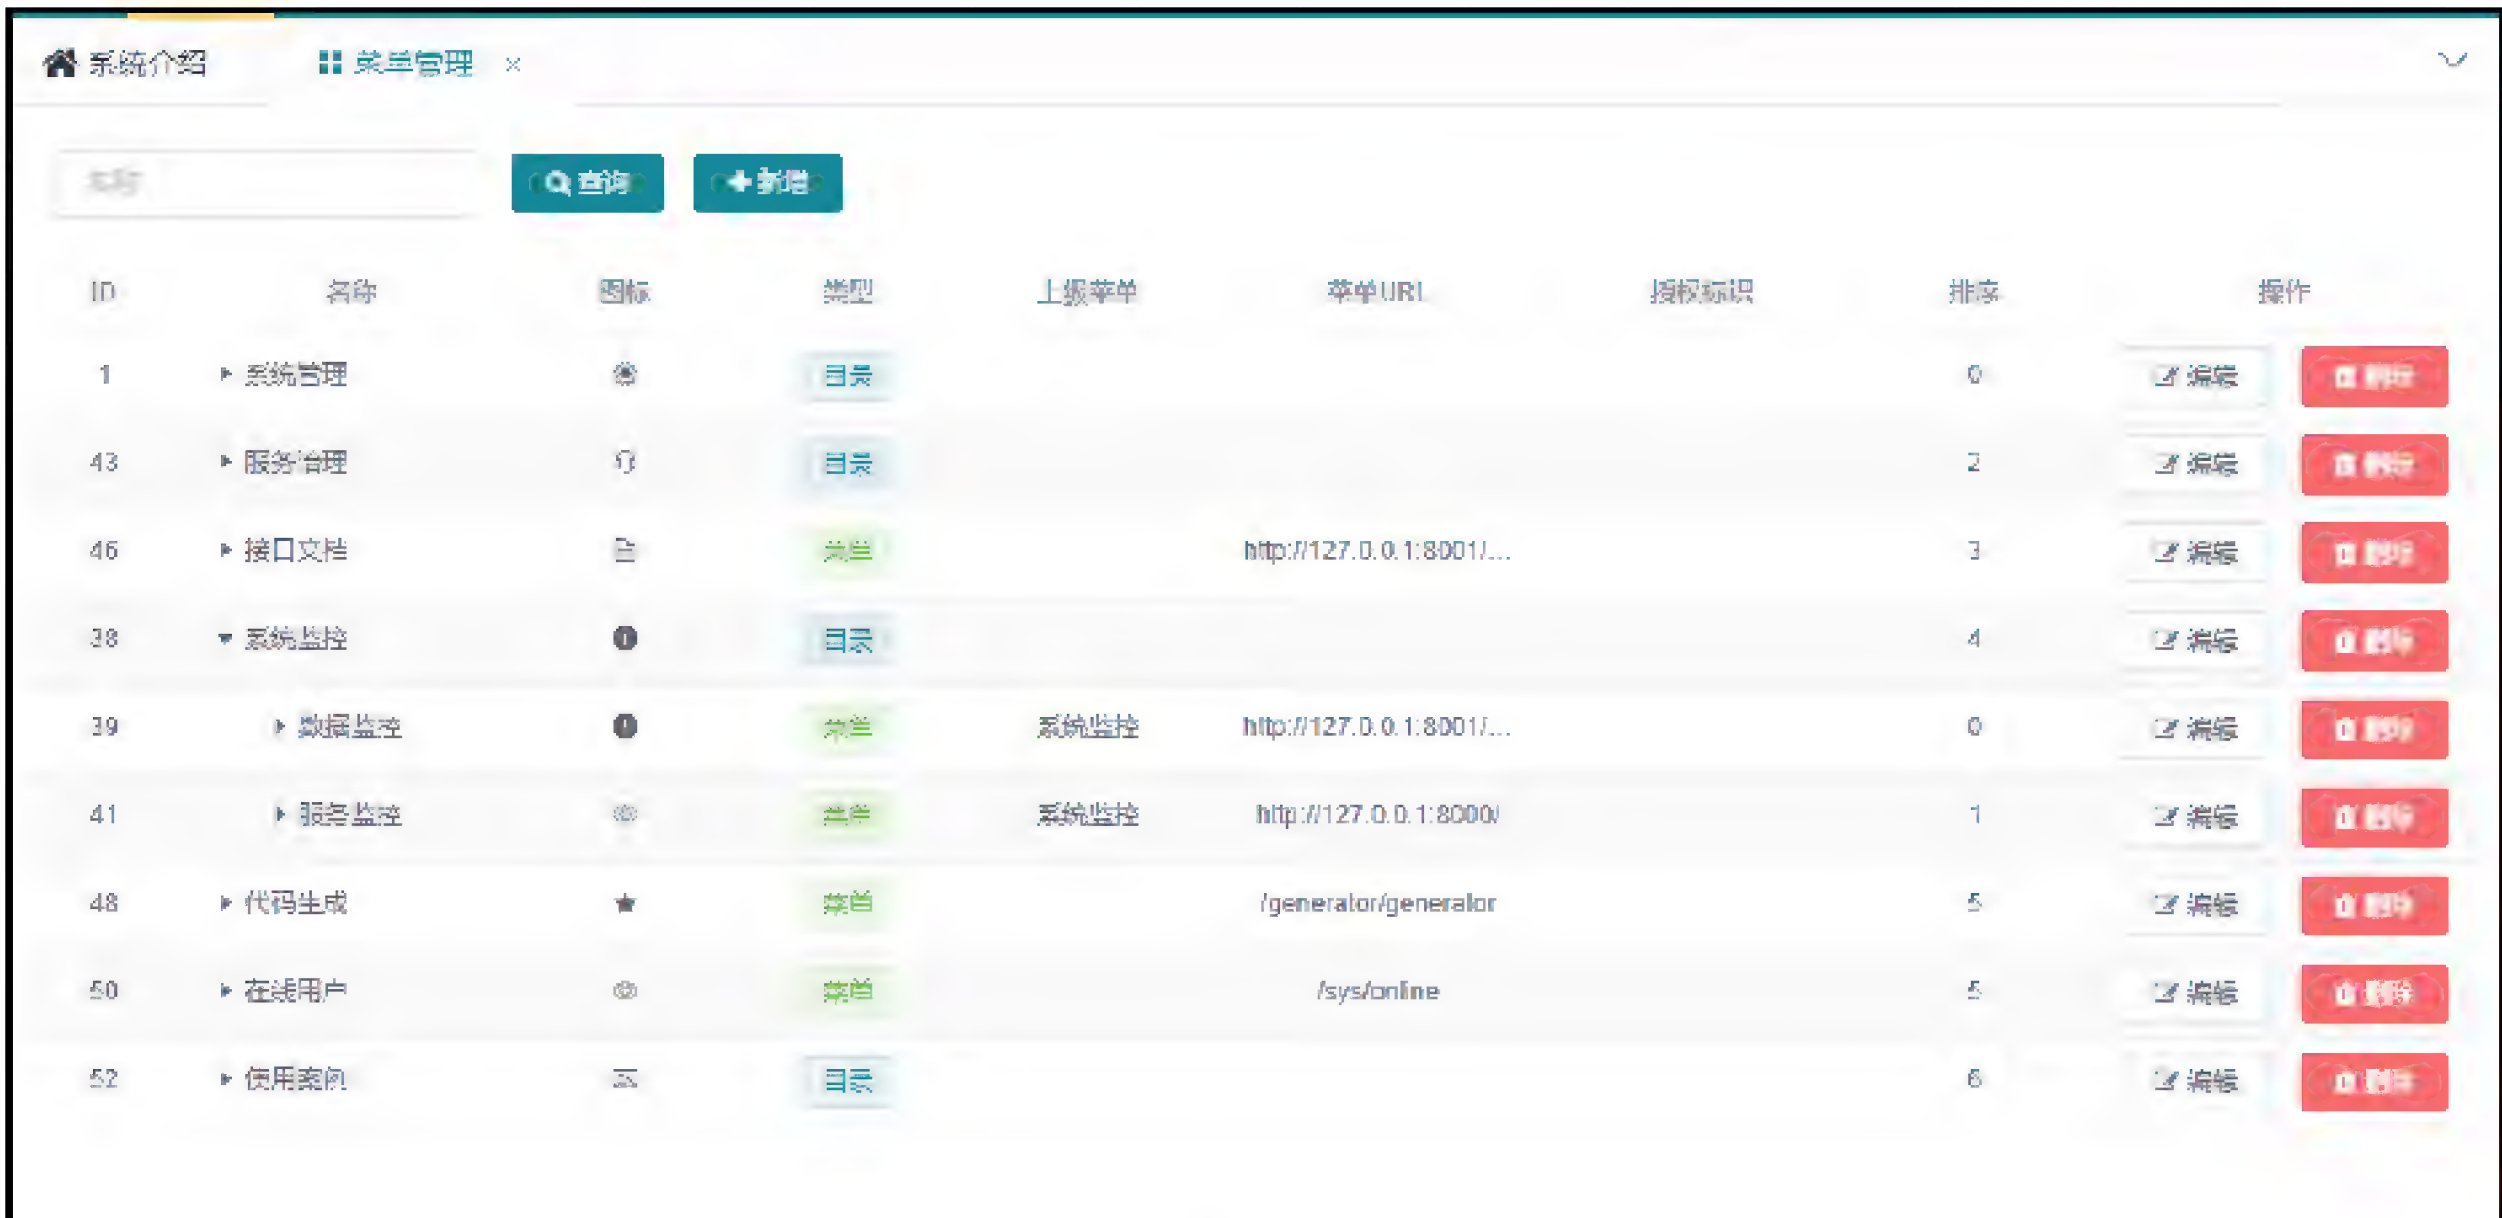 系统介绍 菜单管理 ×
名称 查询 新增
ID 名称 图标 类型 上级菜单 菜单URL 授权标识 排序 操作
1 系统管理 目录 0 编辑 删除
43 服务治理 目录 2 编辑 删除
46 接口文档 菜单 http://127.0.0.1:8001/... 3 编辑 删除
38 系统监控 目录 4 编辑 删除
39 数据监控 菜单 系统监控 http://127.0.0.1:8001/... 0 编辑 删除
41 服务监控 菜单 系统监控 http://127.0.0.1:8000/ 1 编辑 删除
48 代码生成 菜单 /generator/generator 5 编辑 删除
50 在线用户 菜单 /sys/online 5 编辑 删除
52 使用案例 目录 6 编辑 删除